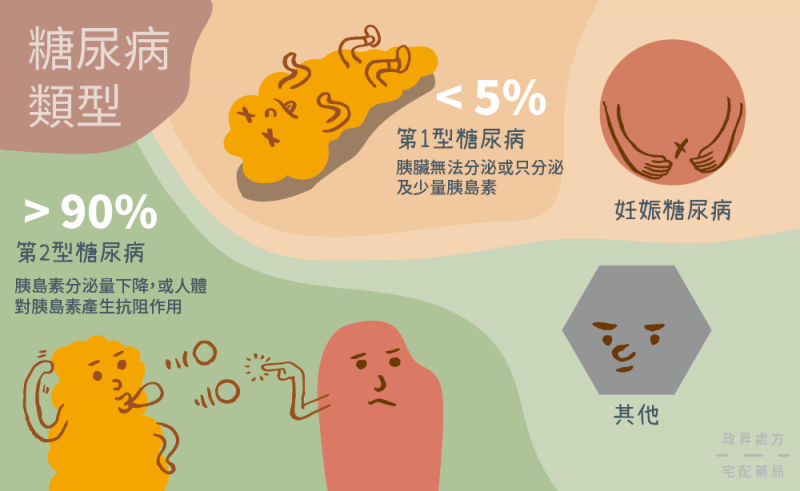 糖尿病
類型
< 5%
第1型糖尿病
胰臟無法分泌或只分泌
及少量胰島素
妊娠糖尿病
> 90%
第2型糖尿病
胰島素分泌量下降,或人體
對胰島素產生抗阻作用
其他
政昇處方
宅配藥局